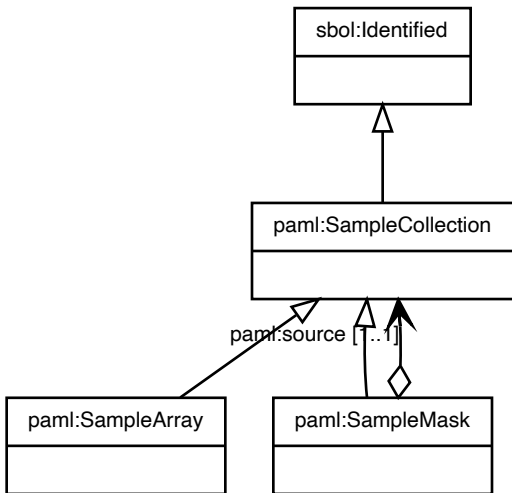 sbol:Identified
paml:SampleCollection
paml:source [1..1]
paml:SampleArray
paml:SampleMask